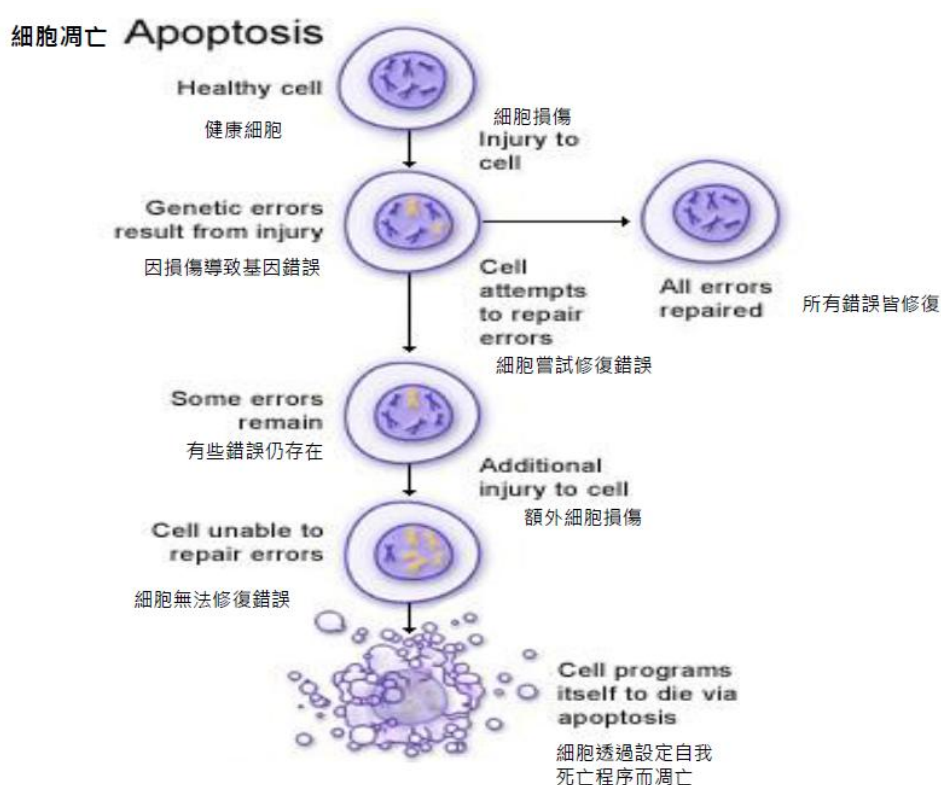 細胞凋亡 Apoptosis
Healthy cell
健康細胞
細胞損傷
Injury to
cell
Genetic errors
result from injury
因損傷導致基因錯誤
Cell
attempts
to repair
errors
細胞嘗試修復錯誤
All errors
repaired
所有錯誤皆修復
Some errors
remain
有些錯誤仍存在
Additional
injury to cell
額外細胞損傷
Cell unable to
repair errors
細胞無法修復錯誤
Cell programs
itself to die via
apoptosis
細胞透過設定自我
死亡程序而凋亡